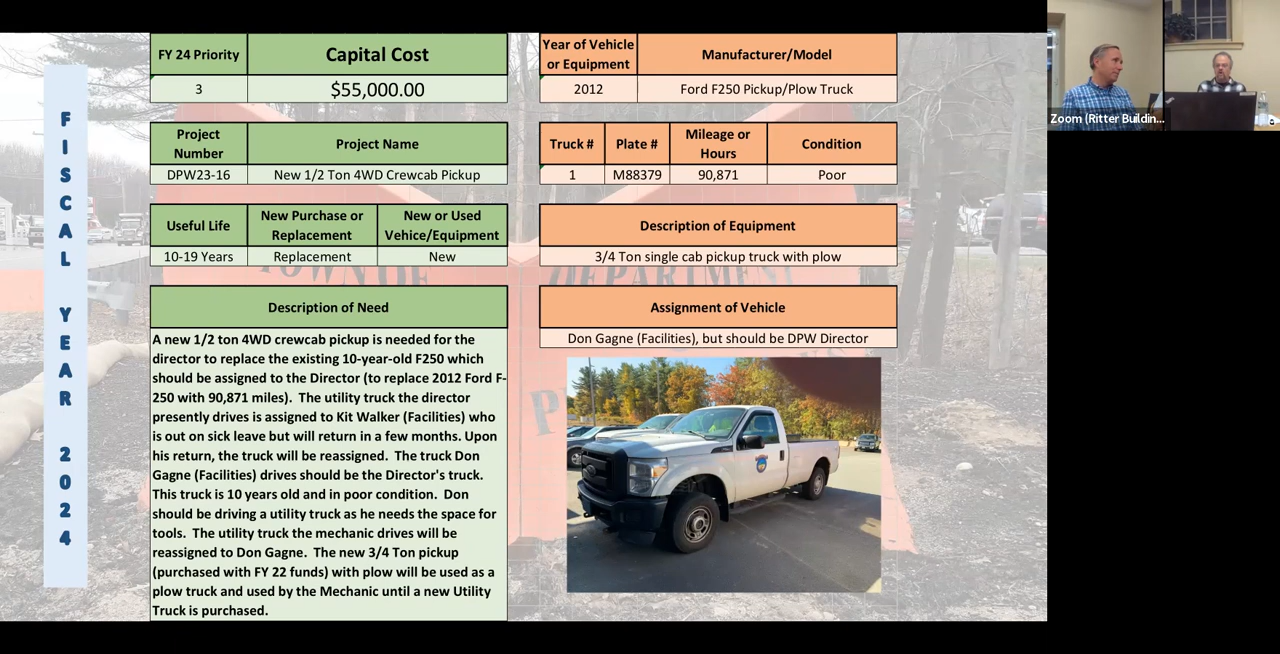 FISCAL YEAR 2024
FY 24 Priority
Capital Cost
3
$55,000.00
Project
Number
Project Name
DPW23-16
New 1/2 Ton 4WD Crewcab Pickup
Useful Life
New Purchase or
Replacement
New or Used
Vehice/Equipment
10-19 Years
Replacement
New
Description of Need
A new 1/2 ton 4WD crewcab pickup is needed for the
director to replace the existing 10-year-old F250 which
should be assigned to the Director (to replace 2012 Ford F-
250 with 90,871 miles). The utility truck the director
presently drives is assigned to Kit Walker (Facilities) who
is out on sick leave but will return in a few months. Upon
his return, the truck will be reassigned. The truck Don
Gagne (Facilities) drives should be the Director's truck.
This truck is 10 years old and in poor condition. Don
should be driving a utility truck as he needs the space for
tools. The utility truck the mechanic drives will be
reassigned to Don Gagne. The new 3/4 Ton pickup
(purchased with FY 22 funds) with plow will be used as a
plow truck and used by the Mechanic until a new Utility
Truck is purchased.
Year of Vehicle
or Equipment
Manufacturer/Model
2012
Ford F250 Pickup/Plow Truck
Truck #
Plate #
Mileage or
Hours
Condition
1
M88379
90,871
Poor
Description of Equipment
3/4 Ton single cab pickup truck with plow
Assignment of Vehicle
Don Gagne (Facilities), but should be DPW Director
TOWN OF
DEPARTMENT
Zoom (Ritter Buildin...